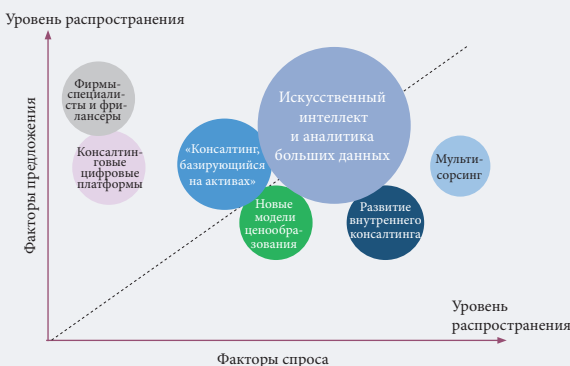 Уровень распространения
Факторы предложения
Фирмы-
специали-
сты и фри-
лансеры
Консалтин-
говые
цифровые
платформы
«Консалтинг,
базирующийся
на активах»
Искусственный
интеллект
и аналитика
больших данных
Новые
модели
ценообра-
зования
Развитие
внутреннего
консалтинга
Мульти-
сорсинг
Уровень
распространения
Факторы спроса